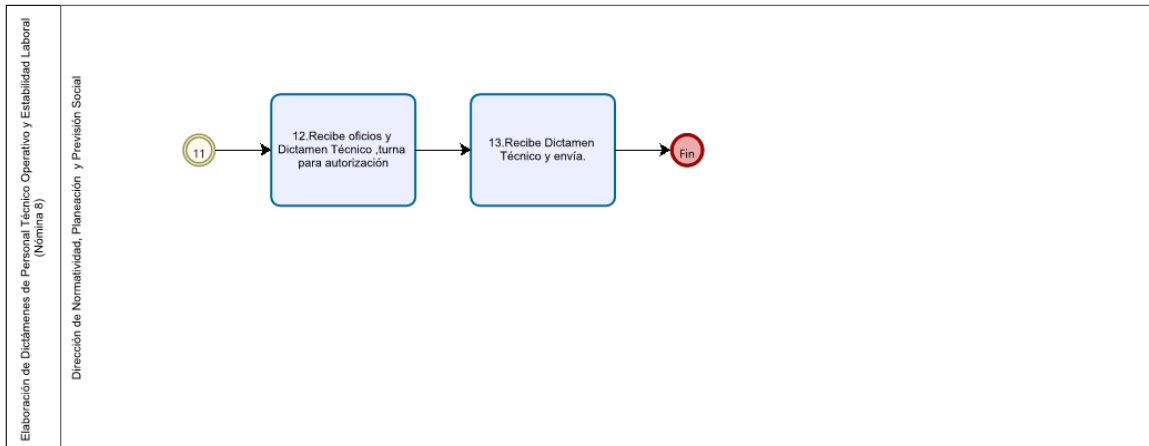 Elaboración de Dictámenes de Personal Técnico Operativo y Estabilidad Laboral
(Nómina 8)
Dirección de Normatividad, Planeación y Previsión Social
11
12.Recibe oficios y
Dictamen Técnico ,turna
para autorización
13.Recibe Dictamen
Técnico y envía.
Fin